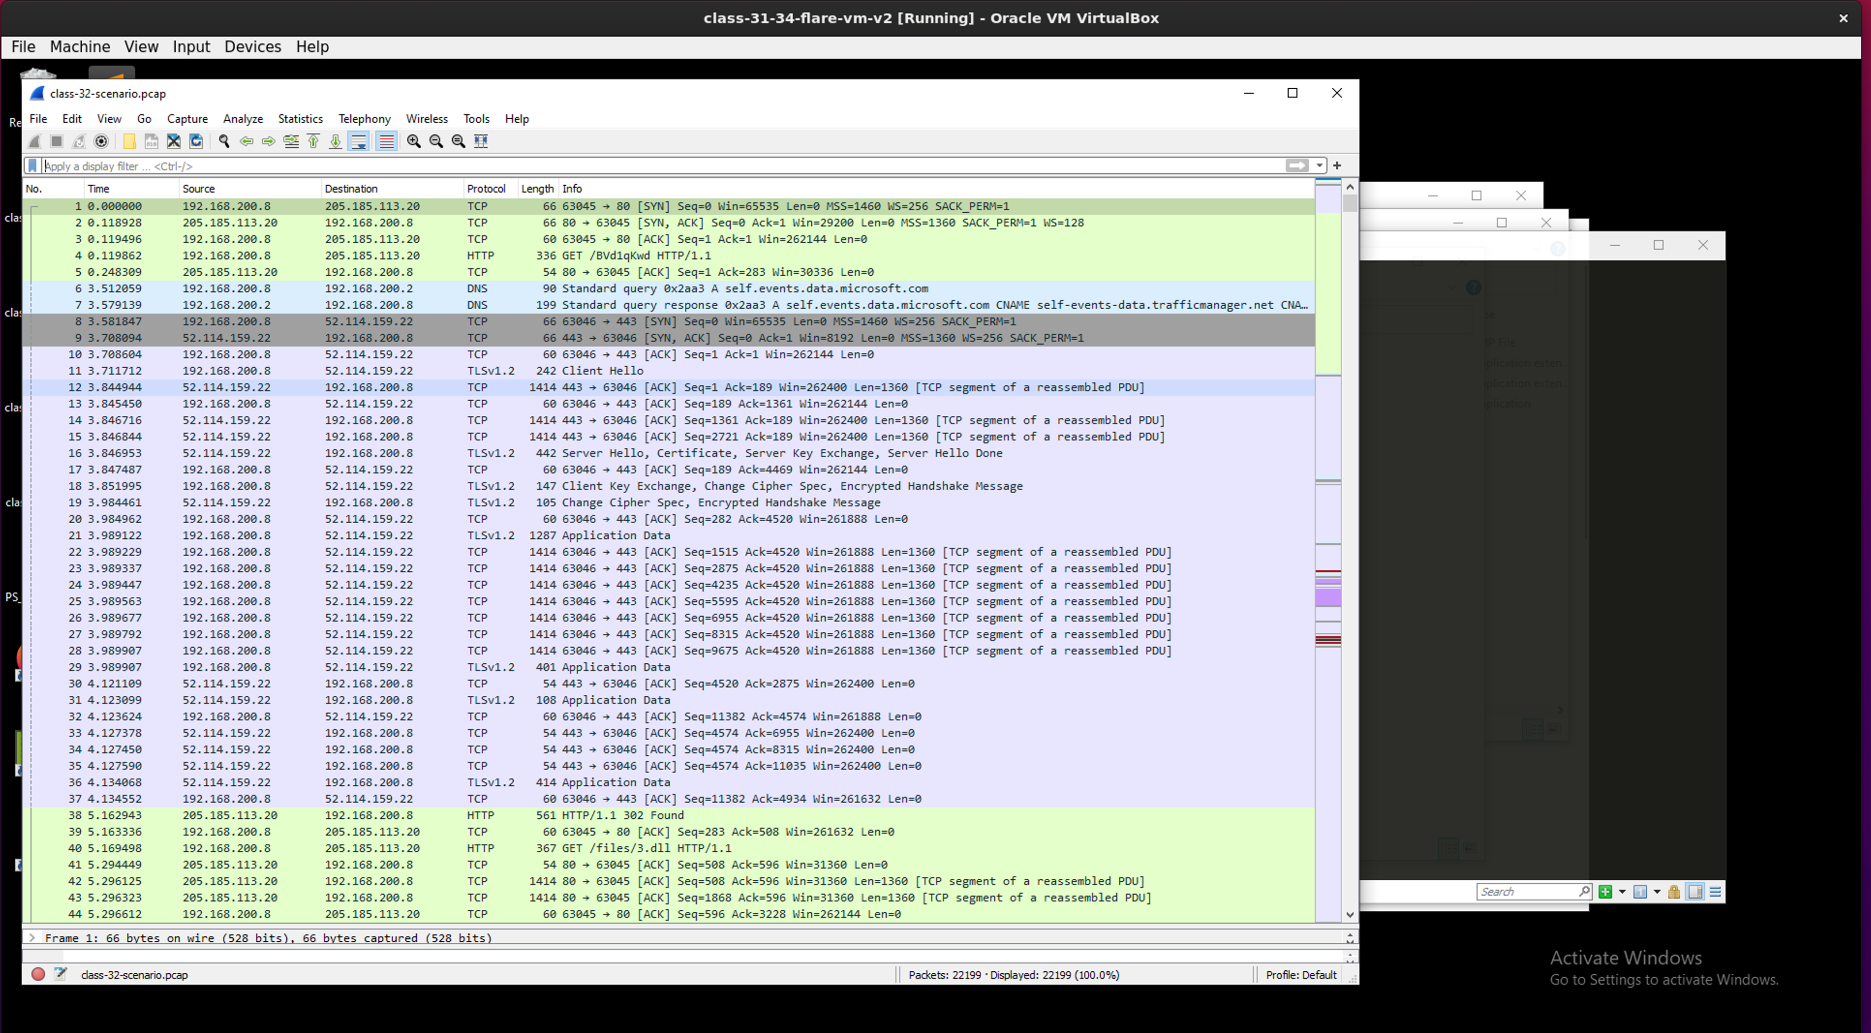 class-31-34-flare-vm-v2 [Running] - Oracle VM VirtualBox
File Machine View Input Devices Help
class-32-scenario.pcap
File Edit View Go Capture Analyze Statistics Telephony Wireless Tools Help
Apply a display filter ... <Ctrl-/>
No. Time Source Destination Protocol Length Info
1 0.000000 192.168.200.8 205.185.113.20 TCP 66 63045 → 80 [SYN] Seq=0 Win=65535 Len=0 MSS=1460 WS=256 SACK_PERM=1
2 0.118928 205.185.113.20 192.168.200.8 TCP 66 80 → 63045 [SYN, ACK] Seq=0 Ack=1 Win=29200 Len=0 MSS=1360 SACK_PERM=1 WS=128
3 0.119496 192.168.200.8 205.185.113.20 TCP 60 63045 → 80 [ACK] Seq=1 Ack=1 Win=262144 Len=0
4 0.119862 192.168.200.8 205.185.113.20 HTTP 336 GET /BVd1qKwd HTTP/1.1
5 0.248309 205.185.113.20 192.168.200.8 TCP 54 80 → 63045 [ACK] Seq=1 Ack=283 Win=30336 Len=0
6 3.512059 192.168.200.8 192.168.200.2 DNS 90 Standard query 0x2aa3 A self.events.data.microsoft.com
7 3.579139 192.168.200.2 192.168.200.8 DNS 199 Standard query response 0x2aa3 A self.events.data.microsoft.com CNAME self-events-data.trafficmanager.net CNA…
8 3.581847 192.168.200.8 52.114.159.22 TCP 66 63046 → 443 [SYN] Seq=0 Win=65535 Len=0 MSS=1460 WS=256 SACK_PERM=1
9 3.708094 52.114.159.22 192.168.200.8 TCP 66 443 → 63046 [SYN, ACK] Seq=0 Ack=1 Win=8192 Len=0 MSS=1360 WS=256 SACK_PERM=1
10 3.708604 192.168.200.8 52.114.159.22 TCP 60 63046 → 443 [ACK] Seq=1 Ack=1 Win=262144 Len=0
11 3.711712 192.168.200.8 52.114.159.22 TLSv1.2 242 Client Hello
12 3.844944 52.114.159.22 192.168.200.8 TCP 1414 443 → 63046 [ACK] Seq=1 Ack=189 Win=262400 Len=1360 [TCP segment of a reassembled PDU]
13 3.845450 192.168.200.8 52.114.159.22 TCP 60 63046 → 443 [ACK] Seq=189 Ack=1361 Win=262144 Len=0
14 3.846716 52.114.159.22 192.168.200.8 TCP 1414 443 → 63046 [ACK] Seq=1361 Ack=189 Win=262400 Len=1360 [TCP segment of a reassembled PDU]
15 3.846844 52.114.159.22 192.168.200.8 TCP 1414 443 → 63046 [ACK] Seq=2721 Ack=189 Win=262400 Len=1360 [TCP segment of a reassembled PDU]
16 3.846953 52.114.159.22 192.168.200.8 TLSv1.2 442 Server Hello, Certificate, Server Key Exchange, Server Hello Done
17 3.847487 192.168.200.8 52.114.159.22 TCP 60 63046 → 443 [ACK] Seq=189 Ack=4469 Win=262144 Len=0
18 3.851995 192.168.200.8 52.114.159.22 TLSv1.2 147 Client Key Exchange, Change Cipher Spec, Encrypted Handshake Message
19 3.984461 52.114.159.22 192.168.200.8 TLSv1.2 105 Change Cipher Spec, Encrypted Handshake Message
20 3.984962 192.168.200.8 52.114.159.22 TCP 60 63046 → 443 [ACK] Seq=282 Ack=4520 Win=261888 Len=0
21 3.989122 192.168.200.8 52.114.159.22 TLSv1.2 1287 Application Data
22 3.989229 192.168.200.8 52.114.159.22 TCP 1414 63046 → 443 [ACK] Seq=1515 Ack=4520 Win=261888 Len=1360 [TCP segment of a reassembled PDU]
23 3.989337 192.168.200.8 52.114.159.22 TCP 1414 63046 → 443 [ACK] Seq=2875 Ack=4520 Win=261888 Len=1360 [TCP segment of a reassembled PDU]
24 3.989447 192.168.200.8 52.114.159.22 TCP 1414 63046 → 443 [ACK] Seq=4235 Ack=4520 Win=261888 Len=1360 [TCP segment of a reassembled PDU]
25 3.989563 192.168.200.8 52.114.159.22 TCP 1414 63046 → 443 [ACK] Seq=5595 Ack=4520 Win=261888 Len=1360 [TCP segment of a reassembled PDU]
26 3.989677 192.168.200.8 52.114.159.22 TCP 1414 63046 → 443 [ACK] Seq=6955 Ack=4520 Win=261888 Len=1360 [TCP segment of a reassembled PDU]
27 3.989792 192.168.200.8 52.114.159.22 TCP 1414 63046 → 443 [ACK] Seq=8315 Ack=4520 Win=261888 Len=1360 [TCP segment of a reassembled PDU]
28 3.989907 192.168.200.8 52.114.159.22 TCP 1414 63046 → 443 [ACK] Seq=9675 Ack=4520 Win=261888 Len=1360 [TCP segment of a reassembled PDU]
29 3.989907 192.168.200.8 52.114.159.22 TLSv1.2 401 Application Data
30 4.121109 52.114.159.22 192.168.200.8 TCP 54 443 → 63046 [ACK] Seq=4520 Ack=2875 Win=262400 Len=0
31 4.123099 52.114.159.22 192.168.200.8 TLSv1.2 108 Application Data
32 4.123624 192.168.200.8 52.114.159.22 TCP 60 63046 → 443 [ACK] Seq=11382 Ack=4574 Win=261888 Len=0
33 4.127378 52.114.159.22 192.168.200.8 TCP 54 443 → 63046 [ACK] Seq=4574 Ack=6955 Win=262400 Len=0
34 4.127450 52.114.159.22 192.168.200.8 TCP 54 443 → 63046 [ACK] Seq=4574 Ack=8315 Win=262400 Len=0
35 4.127590 52.114.159.22 192.168.200.8 TCP 54 443 → 63046 [ACK] Seq=4574 Ack=11035 Win=262400 Len=0
36 4.134068 52.114.159.22 192.168.200.8 TLSv1.2 414 Application Data
37 4.134552 192.168.200.8 52.114.159.22 TCP 60 63046 → 443 [ACK] Seq=11382 Ack=4934 Win=261632 Len=0
38 5.162943 205.185.113.20 192.168.200.8 HTTP 561 HTTP/1.1 302 Found
39 5.163336 192.168.200.8 205.185.113.20 TCP 60 63045 → 80 [ACK] Seq=283 Ack=508 Win=261632 Len=0
40 5.169498 192.168.200.8 205.185.113.20 HTTP 367 GET /files/3.dll HTTP/1.1
41 5.294449 205.185.113.20 192.168.200.8 TCP 54 80 → 63045 [ACK] Seq=508 Ack=596 Win=31360 Len=0
42 5.296125 205.185.113.20 192.168.200.8 TCP 1414 80 → 63045 [ACK] Seq=508 Ack=596 Win=31360 Len=1360 [TCP segment of a reassembled PDU]
43 5.296323 205.185.113.20 192.168.200.8 TCP 1414 80 → 63045 [ACK] Seq=1868 Ack=596 Win=31360 Len=1360 [TCP segment of a reassembled PDU]
44 5.296612 192.168.200.8 205.185.113.20 TCP 60 63045 → 80 [ACK] Seq=596 Ack=3228 Win=262144 Len=0
Frame 1: 66 bytes on wire (528 bits), 66 bytes captured (528 bits)
class-32-scenario.pcap
Packets: 22199 · Displayed: 22199 (100.0%)
Profile: Default
Re
clas
clas
clas
clas
PS_
Search
Activate Windows
Go to Settings to activate Windows.